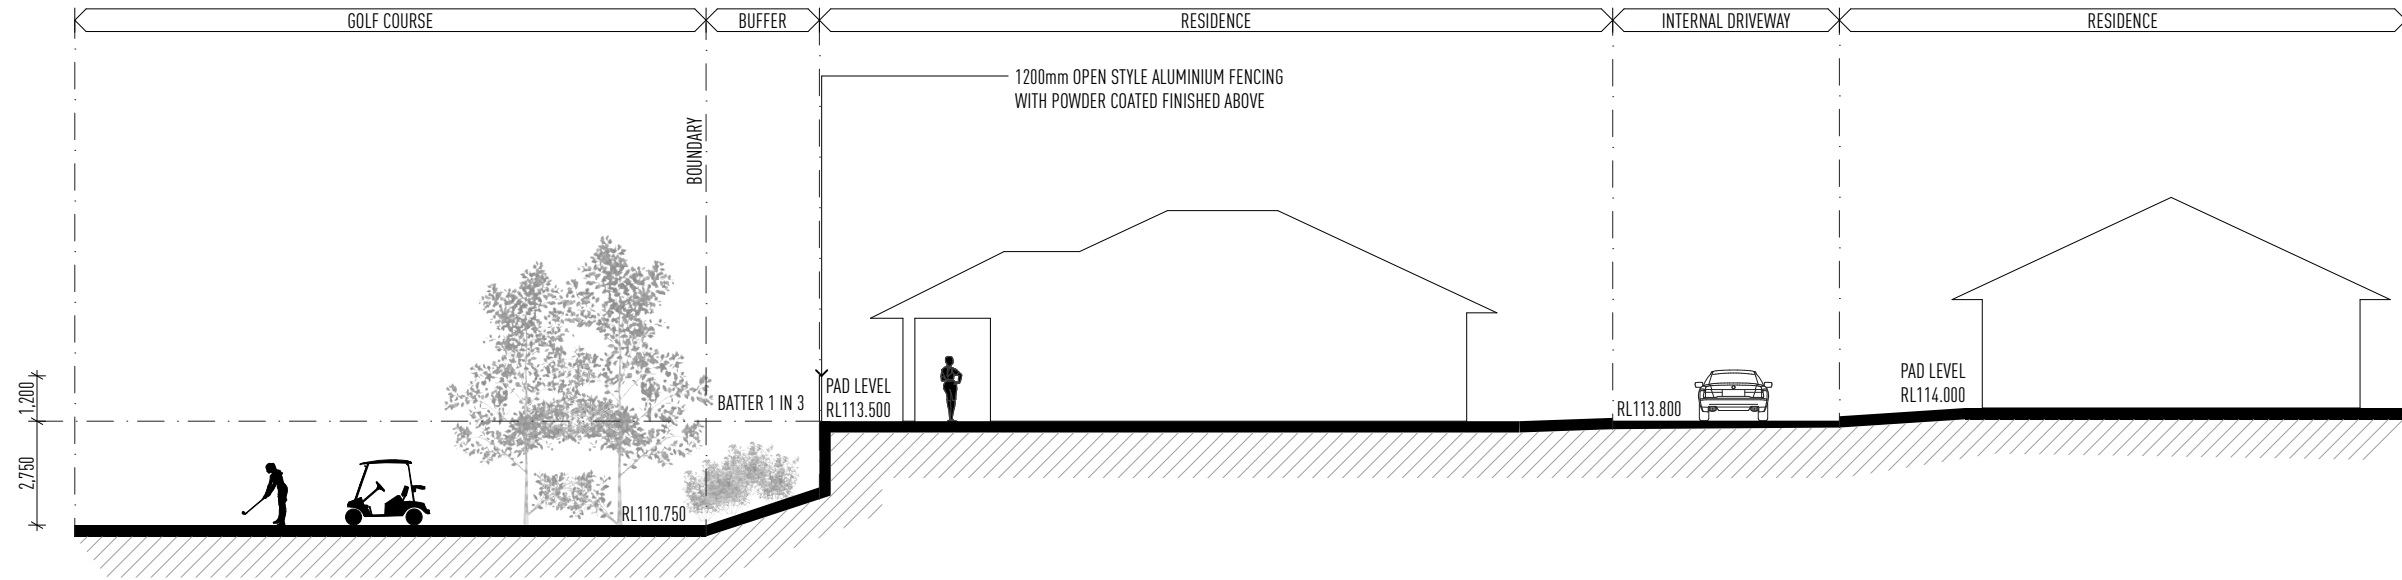 GOLF COURSE
BUFFER
RESIDENCE
INTERNAL DRIVEWAY
RESIDENCE
1200mm OPEN STYLE ALUMINIUM FENCING
WITH POWDER COATED FINISHED ABOVE
BOUNDARY
1,200
2,750
RL110.750
BATTER 1 IN 3
PAD LEVEL
RL113.500
RL113.800
PAD LEVEL
RL114.000